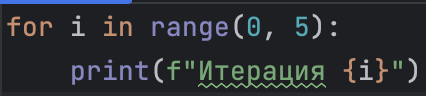 for i in range(0, 5):
    print(f"Итерация {i}")